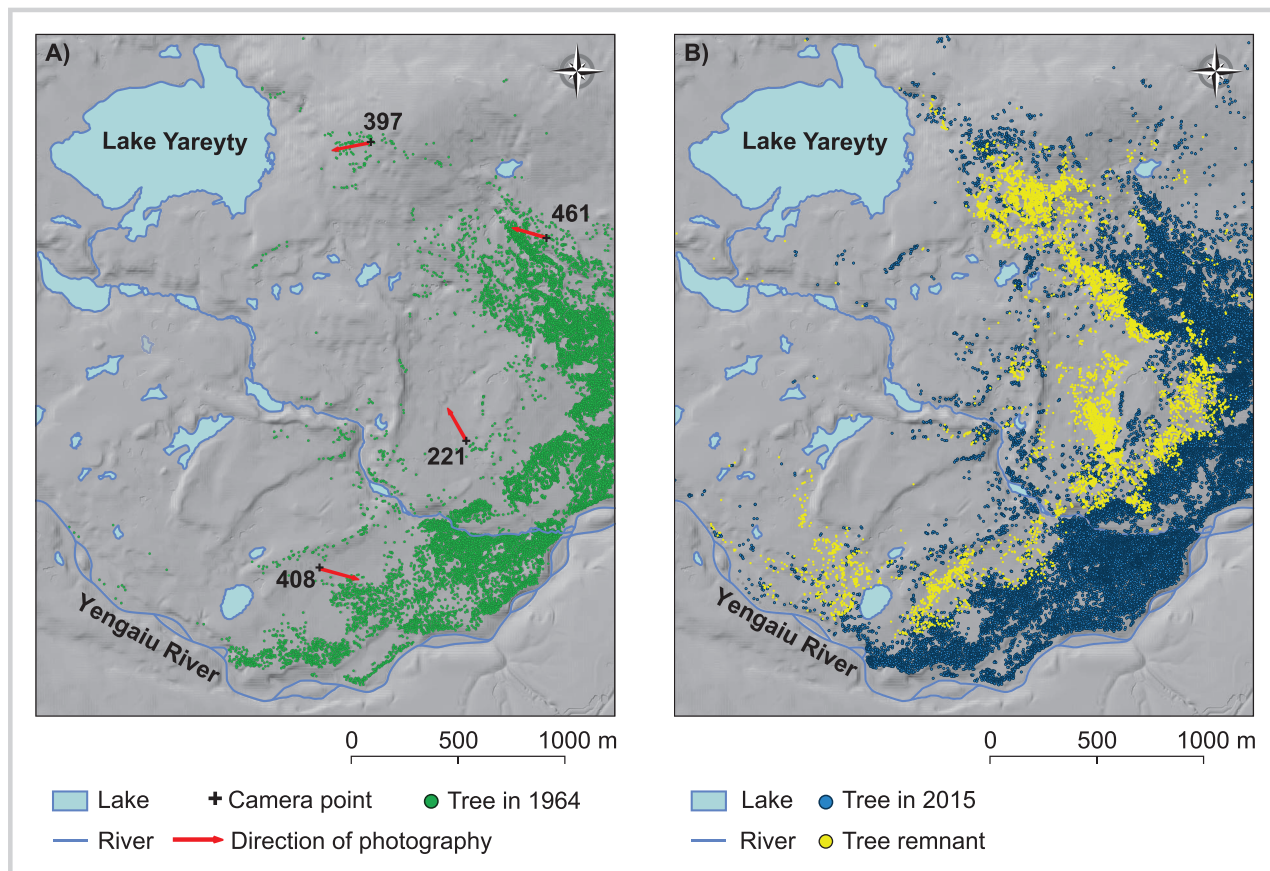 A)
Lake Yareyty
397
461
221
408
Yengaiu River
0 500 1000 m
Lake
Camera point
Tree in 1964
River
Direction of photography
B)
Lake Yareyty
Yengaiu River
0 500 1000 m
Lake
Tree in 2015
River
Tree remnant